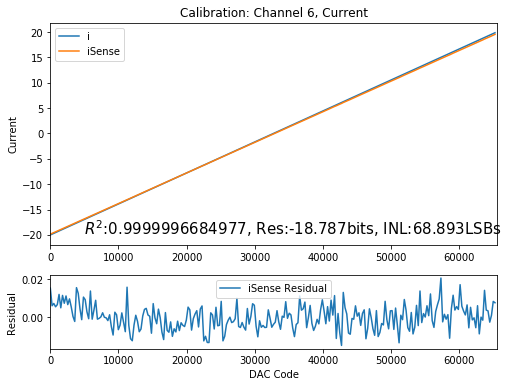 Calibration: Channel 6, Current
i
iSense
20
15
10
5
0
−5
−10
−15
−20
Current
R²:0.9999996684977, Res:-18.787bits, INL:68.893LSBs
0 10000 20000 30000 40000 50000 60000
iSense Residual
0.02
0.00
Residual
0 10000 20000 30000 40000 50000 60000
DAC Code